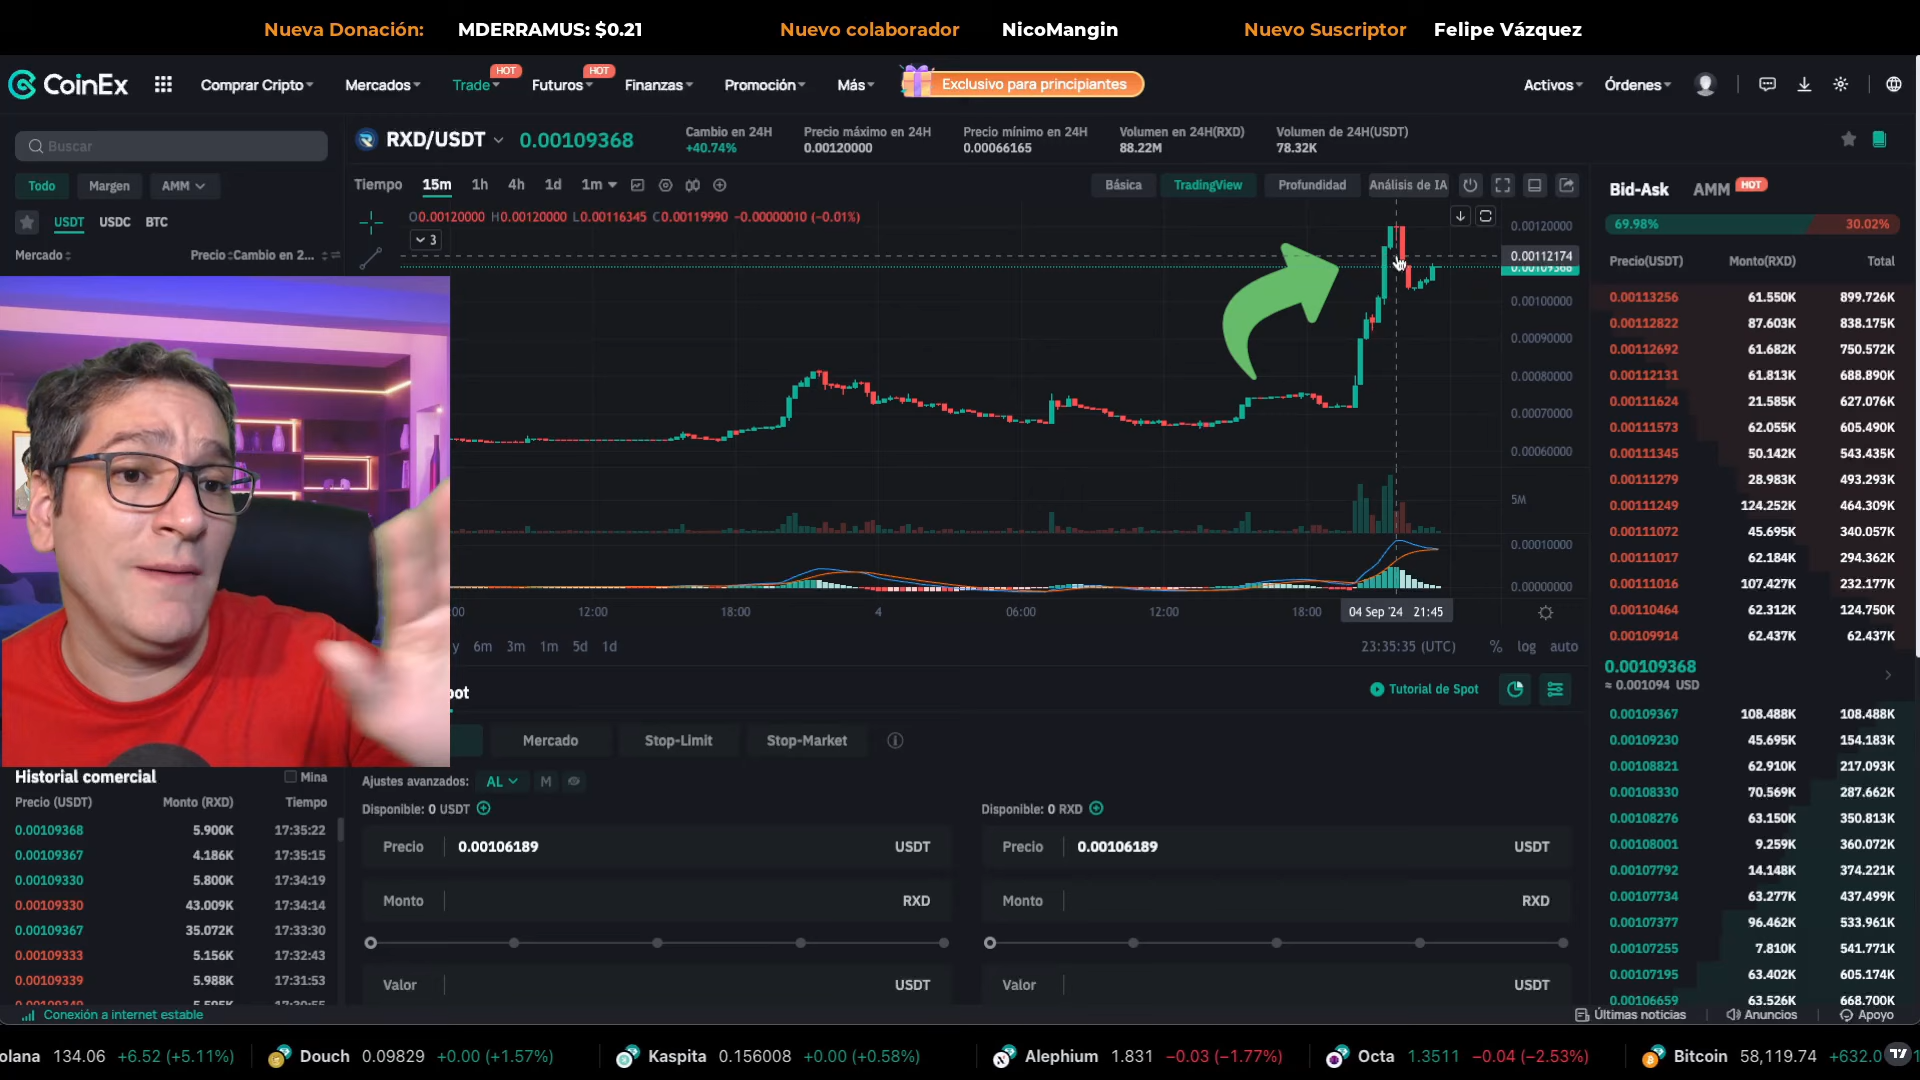 Nueva Donación: MDERRAMUS: $0.21 Nuevo colaborador NicoMangin Nuevo Suscriptor Felipe Vázquez
CoinEx Comprar Cripto Mercados Trade HOT Futuros HOT Finanzas Promoción Más Exclusivo para principiantes Activos Órdenes
Buscar
Todo Margen AMM
USDT USDC BTC
Mercado Precio Cambio en 2...
RXD/USDT 0.00109368
Cambio en 24H +40.74%
Precio máximo en 24H 0.00120000
Precio mínimo en 24H 0.00066165
Volumen en 24H(RXD) 88.22M
Volumen de 24H(USDT) 78.32K
Tiempo 15m 1h 4h 1d 1m Básica TradingView Profundidad Análisis de IA
O0.00120000 H0.00120000 L0.00116345 C0.00119990 −0.00000010 (−0.01%)
3
0.00120000
0.00112174
0.00109368
0.00100000
0.00090000
0.00080000
0.00070000
0.00060000
5M
0.00010000
0.00000000
:00 12:00 18:00 4 06:00 12:00 18:00 04 Sep '24 21:45
y 6m 3m 1m 5d 1d 23:35:35 (UTC) % log auto
pot Tutorial de Spot
Mercado Stop-Limit Stop-Market
Ajustes avanzados: AL M
Disponible: 0 USDT Disponible: 0 RXD
Precio 0.00106189 USDT Precio 0.00106189 USDT
Monto RXD Monto RXD
Valor USDT Valor USDT
Historial comercial Mina
Precio (USDT) Monto (RXD) Tiempo
0.00109368 5.900K 17:35:22
0.00109367 4.186K 17:35:15
0.00109330 5.800K 17:34:19
0.00109330 43.009K 17:34:14
0.00109367 35.072K 17:33:30
0.00109333 5.156K 17:32:43
0.00109339 5.988K 17:31:53
Bid-Ask AMM HOT
69.98% 30.02%
Precio(USDT) Monto(RXD) Total
0.00113256 61.550K 899.726K
0.00112822 87.603K 838.175K
0.00112692 61.682K 750.572K
0.00112131 61.813K 688.890K
0.00111624 21.585K 627.076K
0.00111573 62.055K 605.490K
0.00111345 50.142K 543.435K
0.00111279 28.983K 493.293K
0.00111249 124.252K 464.309K
0.00111072 45.695K 340.057K
0.00111017 62.184K 294.362K
0.00111016 107.427K 232.177K
0.00110464 62.312K 124.750K
0.00109914 62.437K 62.437K
0.00109368
≈ 0.001094 USD
0.00109367 108.488K 108.488K
0.00109230 45.695K 154.183K
0.00108821 62.910K 217.093K
0.00108330 70.569K 287.662K
0.00108276 63.150K 350.813K
0.00108001 9.259K 360.072K
0.00107792 14.148K 374.221K
0.00107734 63.277K 437.499K
0.00107377 96.462K 533.961K
0.00107255 7.810K 541.771K
0.00107195 63.402K 605.174K
0.00106659 63.526K 668.700K
Conexión a internet estable Últimas noticias Anuncios Apoyo
olana 134.06 +6.52 (+5.11%) Douch 0.09829 +0.00 (+1.57%) Kaspita 0.156008 +0.00 (+0.58%) Alephium 1.831 −0.03 (−1.77%) Octa 1.3511 −0.04 (−2.53%) Bitcoin 58,119.74 +632.0